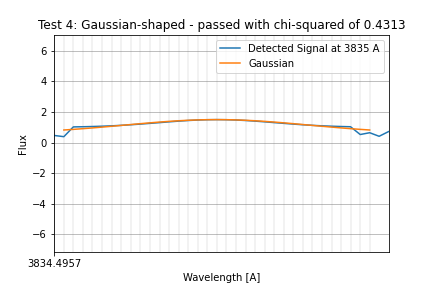 Test 4: Gaussian-shaped - passed with chi-squared of 0.4313
Detected Signal at 3835 A
Gaussian
6
4
2
0
−2
−4
−6
Flux
3834.4957
Wavelength [A]